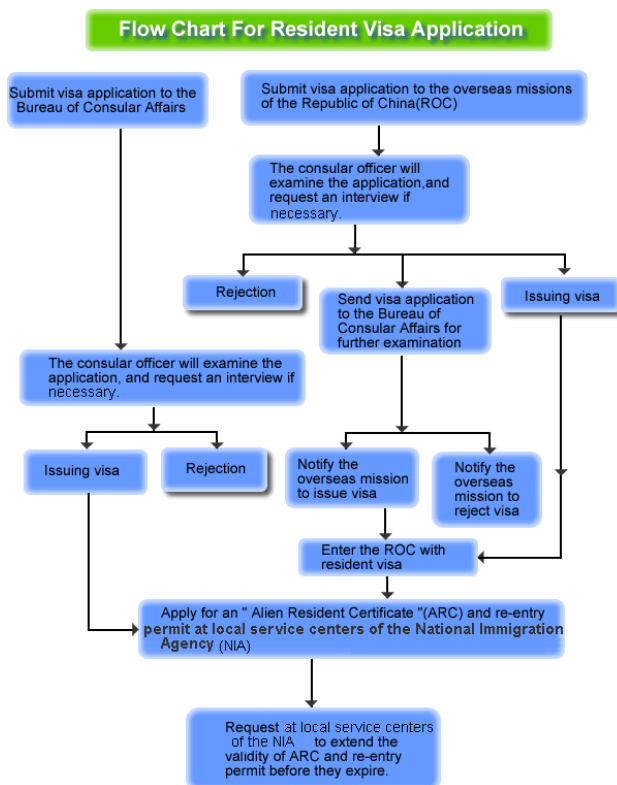 Flow Chart For Resident Visa Application
Submit visa application to the
Bureau of Consular Affairs
Submit visa application to the overseas missions
of the Republic of China(ROC)
The consular officer will
examine the application,and
request an interview if
necessary.
Rejection
Send visa application
to the Bureau of
Consular Affairs for
further examination
Issuing visa
The consular officer will examine the
application, and request an interview if
necessary.
Issuing visa
Rejection
Notify the
overseas mission
to issue visa
Notify the
overseas
mission to
reject visa
Enter the ROC with
resident visa
Apply for an " Alien Resident Certificate "(ARC) and re-entry
permit at local service centers of the National Immigration
Agency (NIA)
Request at local service centers
of the NIA to extend the
validity of ARC and re-entry
permit before they expire.